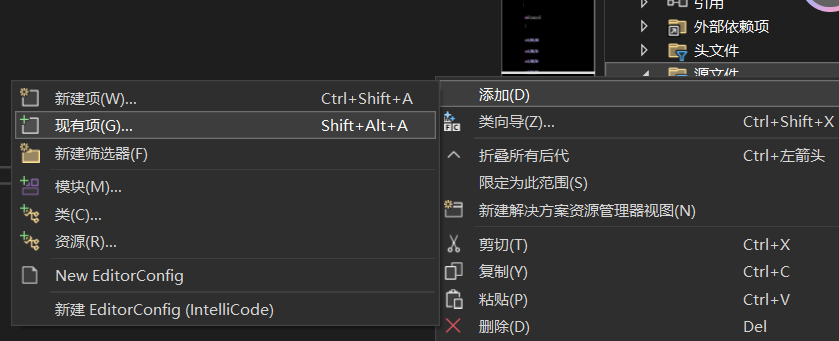 引用
外部依赖项
头文件
源文件
新建项(W)... Ctrl+Shift+A
现有项(G)... Shift+Alt+A
新建筛选器(F)
模块(M)...
类(C)...
资源(R)...
New EditorConfig
新建 EditorConfig (IntelliCode)
添加(D)
类向导(Z)... Ctrl+Shift+X
折叠所有后代 Ctrl+左箭头
限定为此范围(S)
新建解决方案资源管理器视图(N)
剪切(T) Ctrl+X
复制(Y) Ctrl+C
粘贴(P) Ctrl+V
删除(D) Del